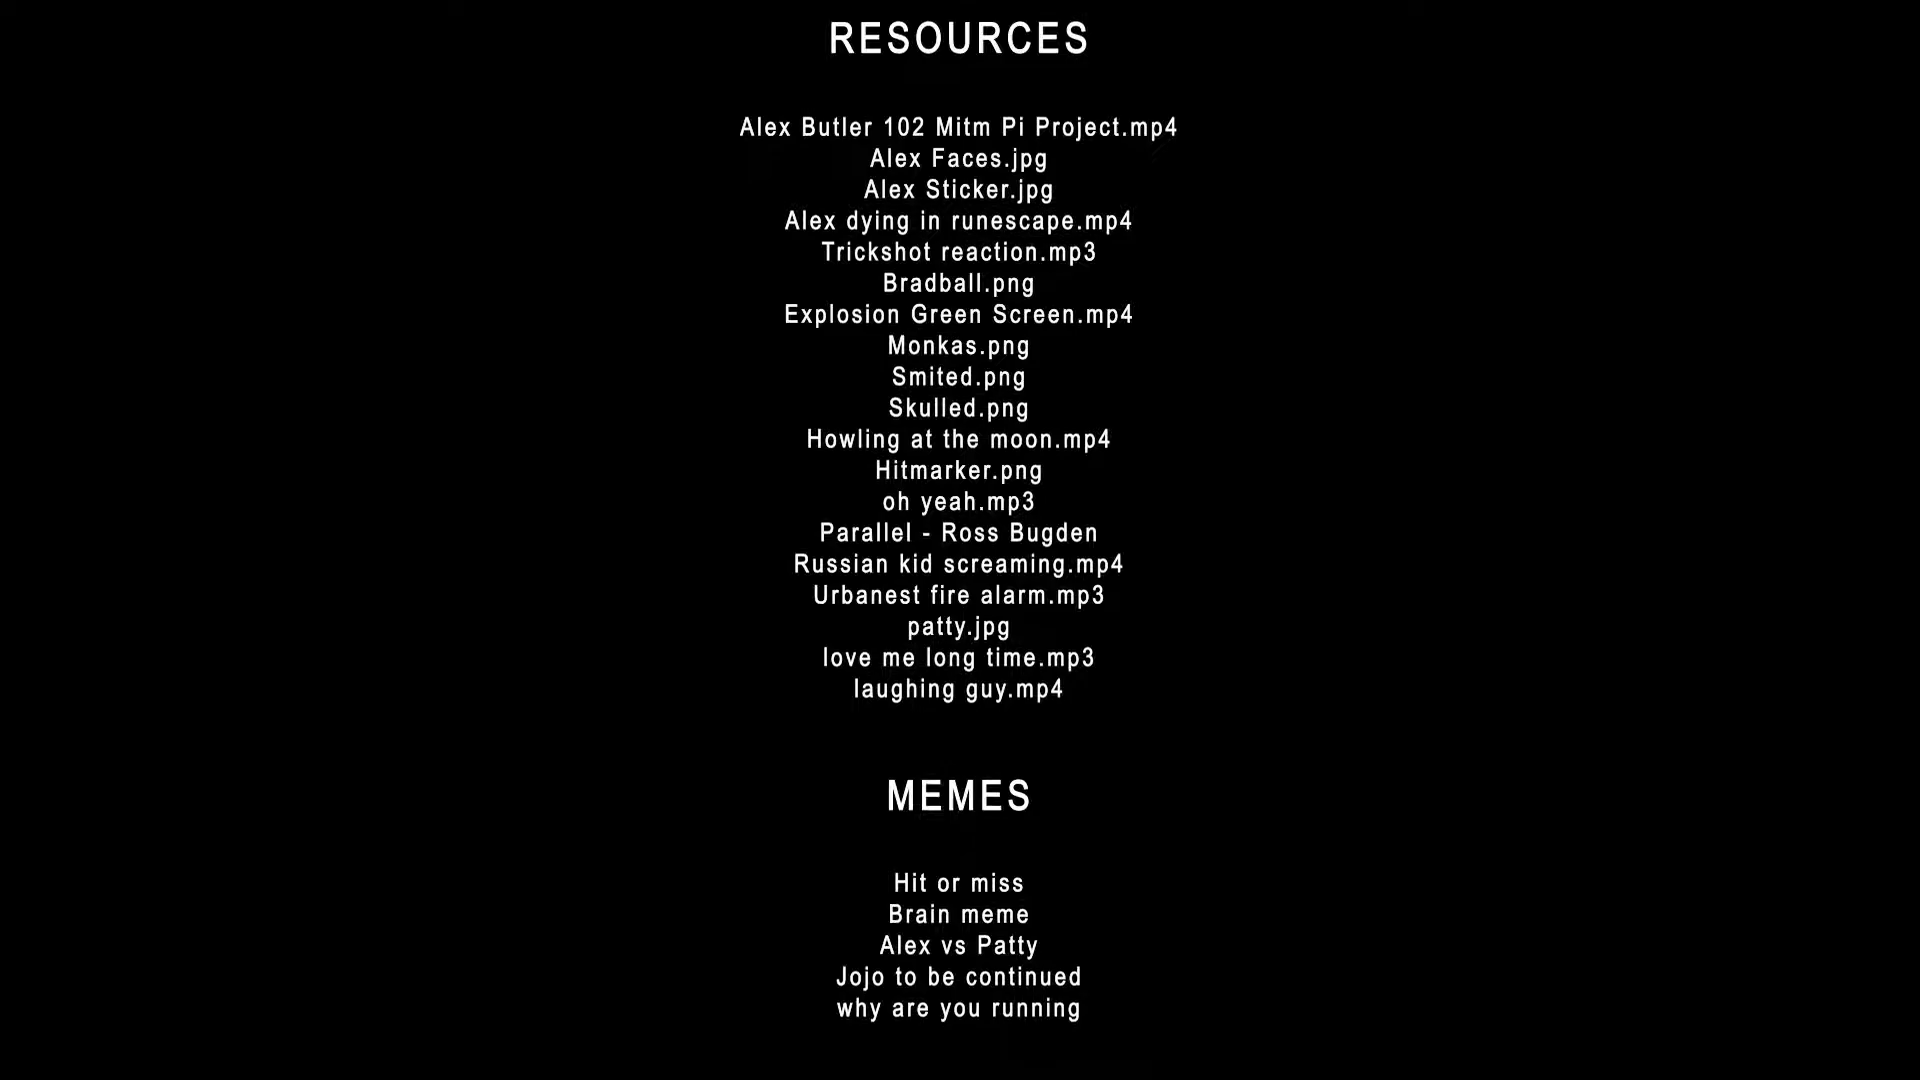 RESOURCES
Alex Butler 102 Mitm Pi Project.mp4
Alex Faces.jpg
Alex Sticker.jpg
Alex dying in runescape.mp4
Trickshot reaction.mp3
Bradball.png
Explosion Green Screen.mp4
Monkas.png
Smited.png
Skulled.png
Howling at the moon.mp4
Hitmarker.png
oh yeah.mp3
Parallel - Ross Bugden
Russian kid screaming.mp4
Urbanest fire alarm.mp3
patty.jpg
love me long time.mp3
laughing guy.mp4
MEMES
Hit or miss
Brain meme
Alex vs Patty
Jojo to be continued
why are you running